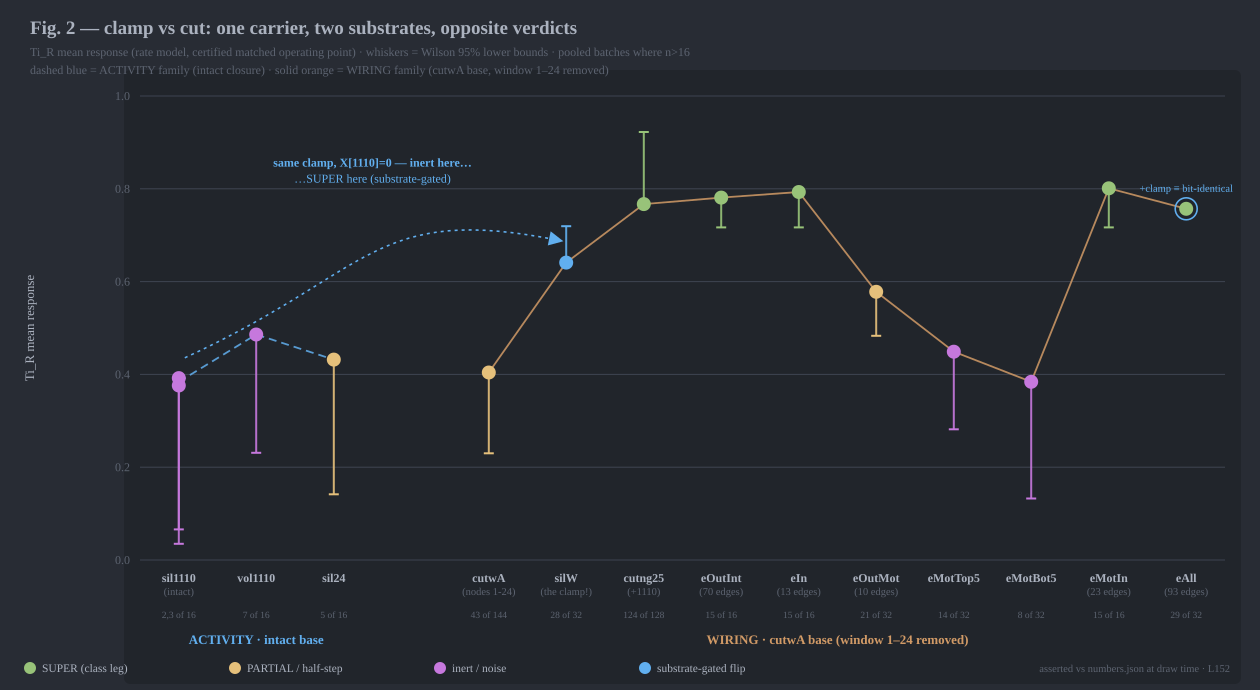 Fig. 2 — clamp vs cut: one carrier, two substrates, opposite verdicts
Ti_R mean response (rate model, certified matched operating point) · whiskers = Wilson 95% lower bounds · pooled batches where n>16
dashed blue = ACTIVITY family (intact closure) · solid orange = WIRING family (cutwA base, window 1–24 removed)
1.0
same clamp, X[1110]=0 — inert here…
…SUPER here (substrate-gated)
0.8
+clamp ≡ bit-identical
0.6
Ti_R mean response
0.4
0.2
0.0
sil1110 vol1110 sil24 cutwA silW cutng25 eOutInt eIn eOutMot eMotTop5 eMotBot5 eMotIn eAll
(intact) (nodes 1-24) (the clamp!) (+1110) (70 edges) (13 edges) (10 edges) (23 edges) (93 edges)
2,3 of 16 7 of 16 5 of 16 43 of 144 28 of 32 124 of 128 15 of 16 15 of 16 21 of 32 14 of 32 8 of 32 15 of 16 29 of 32
ACTIVITY · intact base WIRING · cutwA base (window 1–24 removed)
SUPER (class leg) PARTIAL / half-step inert / noise substrate-gated flip asserted vs numbers.json at draw time · L152